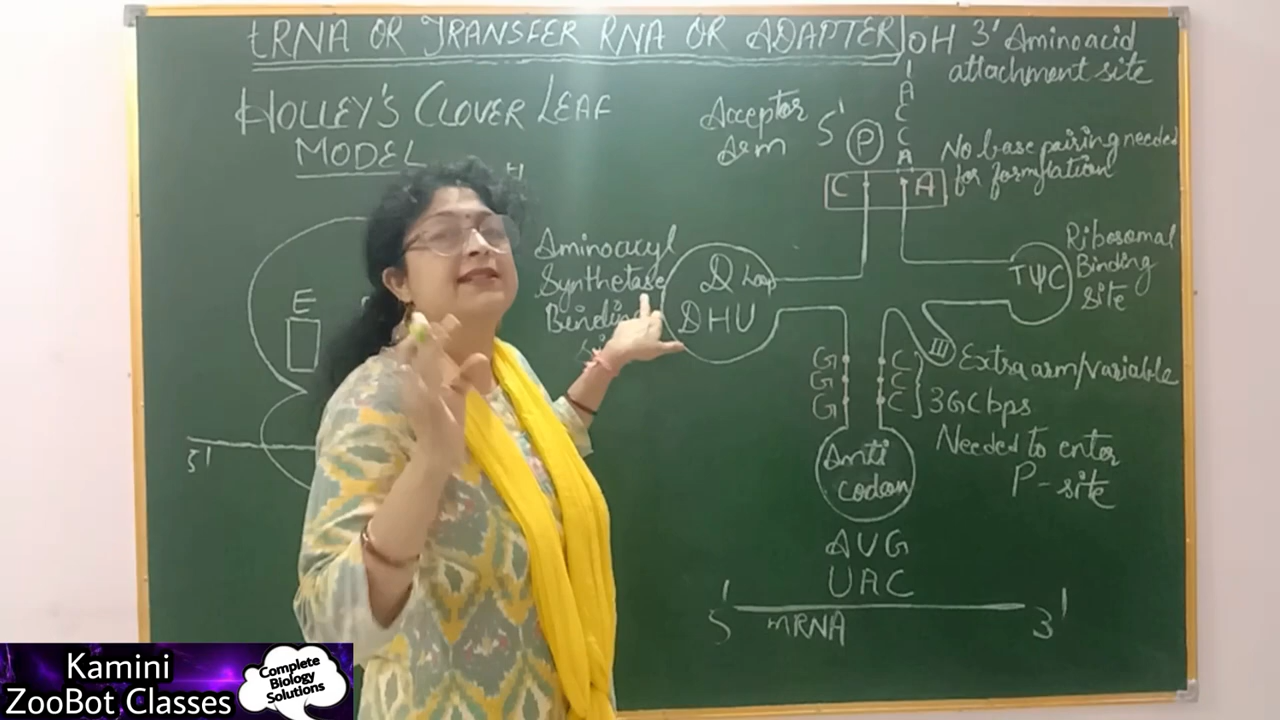 tRNA OR TRANSFER RNA OR ADAPTER
HOLLEY'S CLOVER LEAF
MODEL
H
E
5'
Acceptor
Arm
5'
P
OH
A
C
C
A
3' Aminoacid
attachment site
C
A
No base pairing needed
for formylation
Aminoacyl
Synthetase
Binding
D Loop
DHU
TΨC
Ribosomal
Binding
site
III
Extra arm/variable
G C
G C
G C
3GC bps
Needed to enter
P-site
Anti
codon
AUG
UAC
5' mRNA 3'
Kamini
ZooBot Classes
Complete
Biology
Solutions